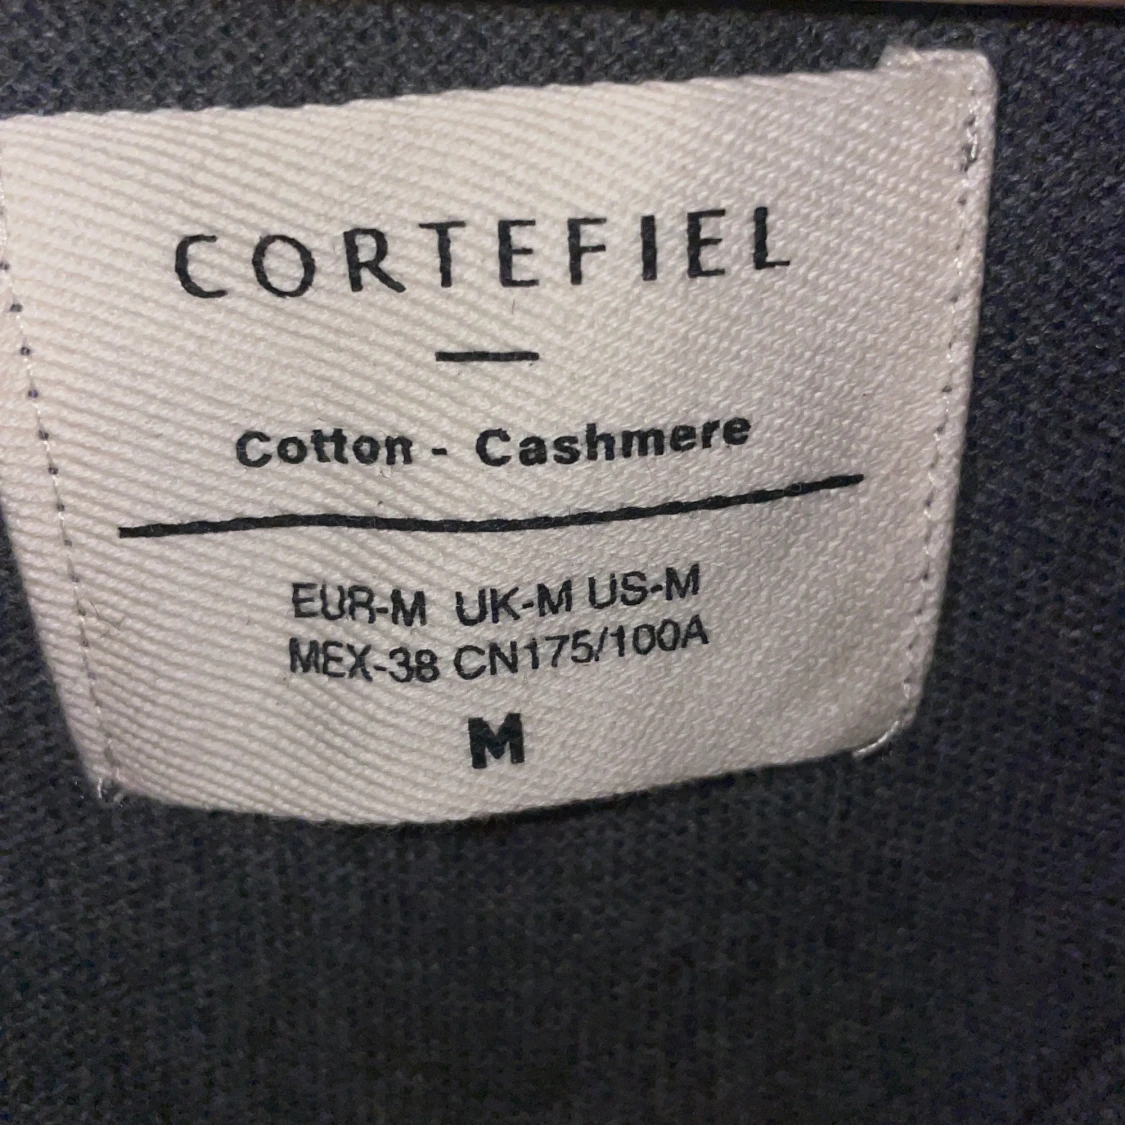 CORTEFIEL
Cotton - Cashmere
EUR-M UK-M US-M
MEX-38 CN175/100A
M